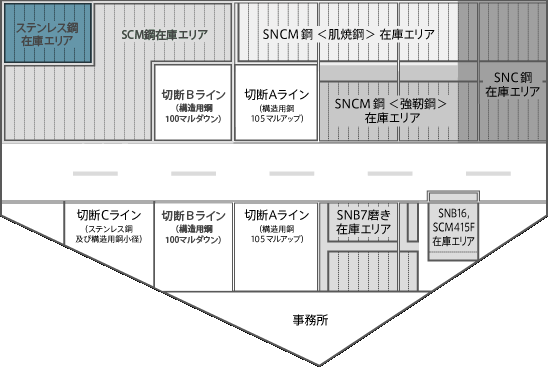 ステンレス鋼
在庫エリア
SCM鋼在庫エリア
SNCM 鋼 ＜肌焼鋼＞ 在庫エリア
SNC 鋼
在庫エリア
切断Bライン
(構造用鋼
100マルダウン)
切断Aライン
(構造用鋼
105マルアップ)
SNCM 鋼 ＜強靭鋼＞
在庫エリア
切断Cライン
(ステンレス鋼
及び構造用鋼小径)
切断Bライン
(構造用鋼
100マルダウン)
切断Aライン
(構造用鋼
105マルアップ)
SNB7磨き
在庫エリア
SNB16,
SCM415F
在庫エリア
事務所